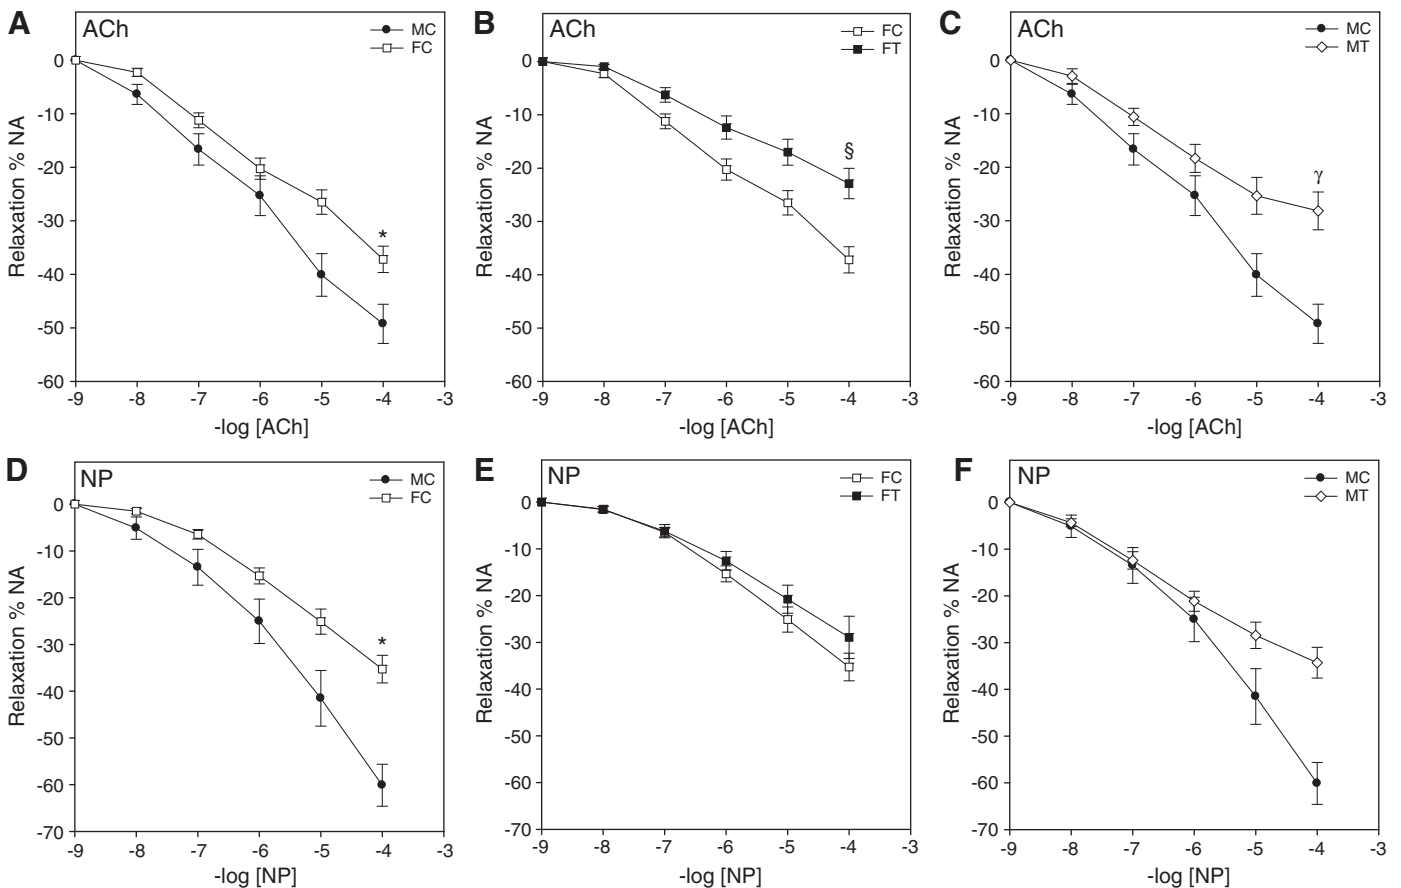 A
ACh
MC
FC
0
-10
-20
-30
-40
-50
-60
Relaxation % NA
*
-9 -8 -7 -6 -5 -4 -3
-log [ACh]
B
ACh
FC
FT
0
-10
-20
-30
-40
-50
-60
Relaxation % NA
§
-9 -8 -7 -6 -5 -4 -3
-log [ACh]
C
ACh
MC
MT
0
-10
-20
-30
-40
-50
-60
Relaxation % NA
γ
-9 -8 -7 -6 -5 -4 -3
-log [ACh]
D
NP
MC
FC
0
-10
-20
-30
-40
-50
-60
-70
Relaxation % NA
*
-9 -8 -7 -6 -5 -4 -3
-log [NP]
E
NP
FC
FT
0
-10
-20
-30
-40
-50
-60
-70
Relaxation % NA
-9 -8 -7 -6 -5 -4 -3
-log [NP]
F
NP
MC
MT
0
-10
-20
-30
-40
-50
-60
-70
Relaxation % NA
-9 -8 -7 -6 -5 -4 -3
-log [NP]